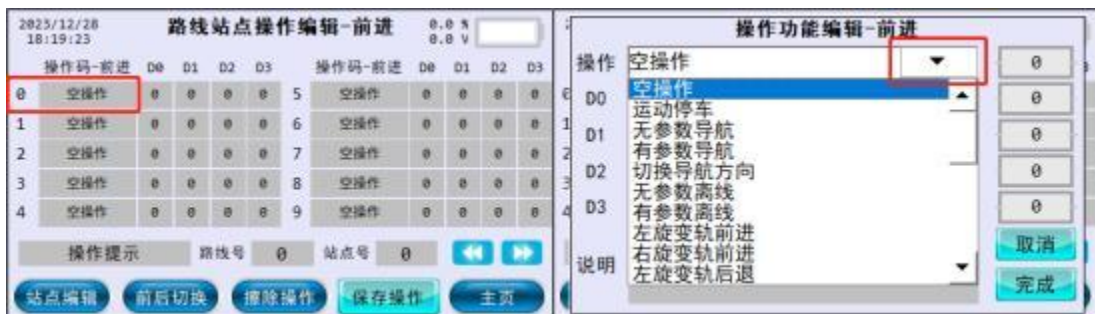 2023/12/28
18:19:23
路线站点操作编辑-前进
0.0 %
0.0 V
操作码-前进 D0 D1 D2 D3 操作码-前进 D0 D1 D2 D3
0 空操作 0 0 0 0 5 空操作 0 0 0 0
1 空操作 0 0 0 0 6 空操作 0 0 0 0
2 空操作 0 0 0 0 7 空操作 0 0 0 0
3 空操作 0 0 0 0 8 空操作 0 0 0 0
4 空操作 0 0 0 0 9 空操作 0 0 0 0
操作提示 路线号 0 站点号 0
站点编辑 前后切换 擦除操作 保存操作 主页
操作功能编辑-前进
操作 空操作 0
D0 0
D1 0
D2 0
D3 0
空操作
运动停车
无参数导航
有参数导航
切换导航方向
无参数离线
有参数离线
左旋变轨前进
右旋变轨前进
左旋变轨后退
说明
取消
完成